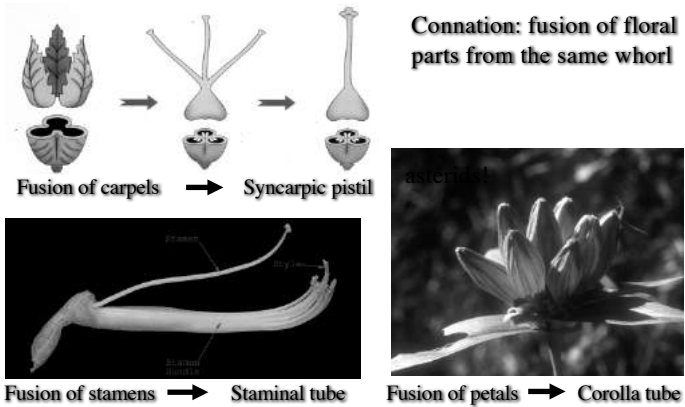 Connation: fusion of floral
parts from the same whorl
Fusion of carpels → Syncarpic pistil
asterids!
Stamen
Style
Stamen
Bundle
Fusion of stamens → Staminal tube
Fusion of petals → Corolla tube